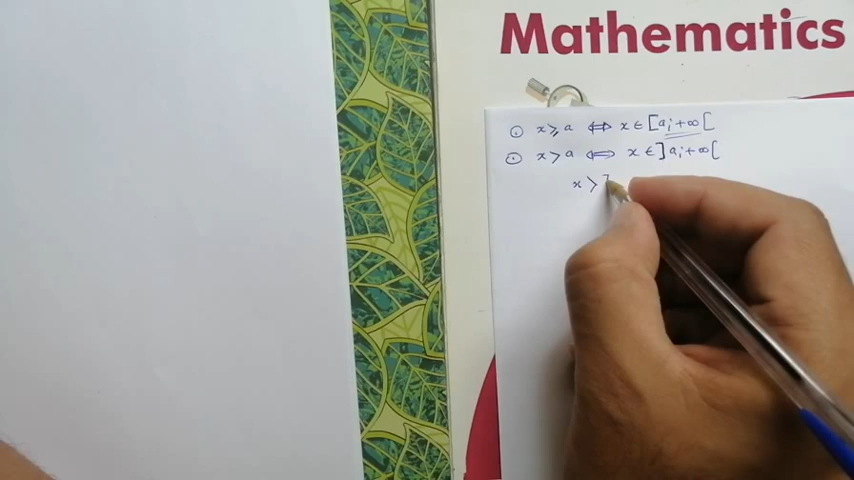 Mathematics
⊙ x ⩾ a ⟺ x ∈ [a ; +∞[
⊙ x > a ⟺ x ∈ ]a ; +∞[
x >